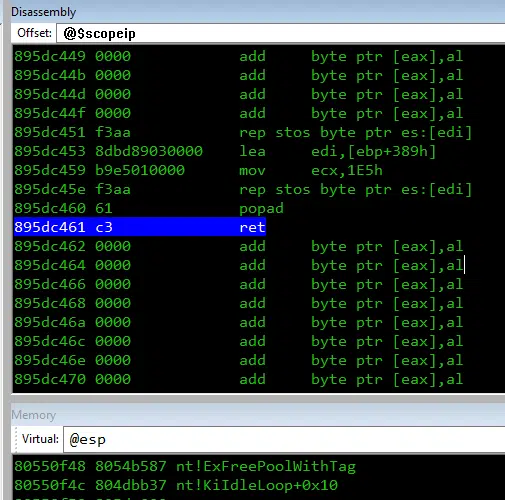 Disassembly
Offset: @$scopeip
895dc449 0000 add byte ptr [eax],al
895dc44b 0000 add byte ptr [eax],al
895dc44d 0000 add byte ptr [eax],al
895dc44f 0000 add byte ptr [eax],al
895dc451 f3aa rep stos byte ptr es:[edi]
895dc453 8dbd89030000 lea edi,[ebp+389h]
895dc459 b9e5010000 mov ecx,1E5h
895dc45e f3aa rep stos byte ptr es:[edi]
895dc460 61 popad
895dc461 c3 ret
895dc462 0000 add byte ptr [eax],al
895dc464 0000 add byte ptr [eax],al
895dc466 0000 add byte ptr [eax],al
895dc468 0000 add byte ptr [eax],al
895dc46a 0000 add byte ptr [eax],al
895dc46c 0000 add byte ptr [eax],al
895dc46e 0000 add byte ptr [eax],al
895dc470 0000 add byte ptr [eax],al
Memory
Virtual: @esp
80550f48 8054b587 nt!ExFreePoolWithTag
80550f4c 804dbb37 nt!KiIdleLoop+0x10